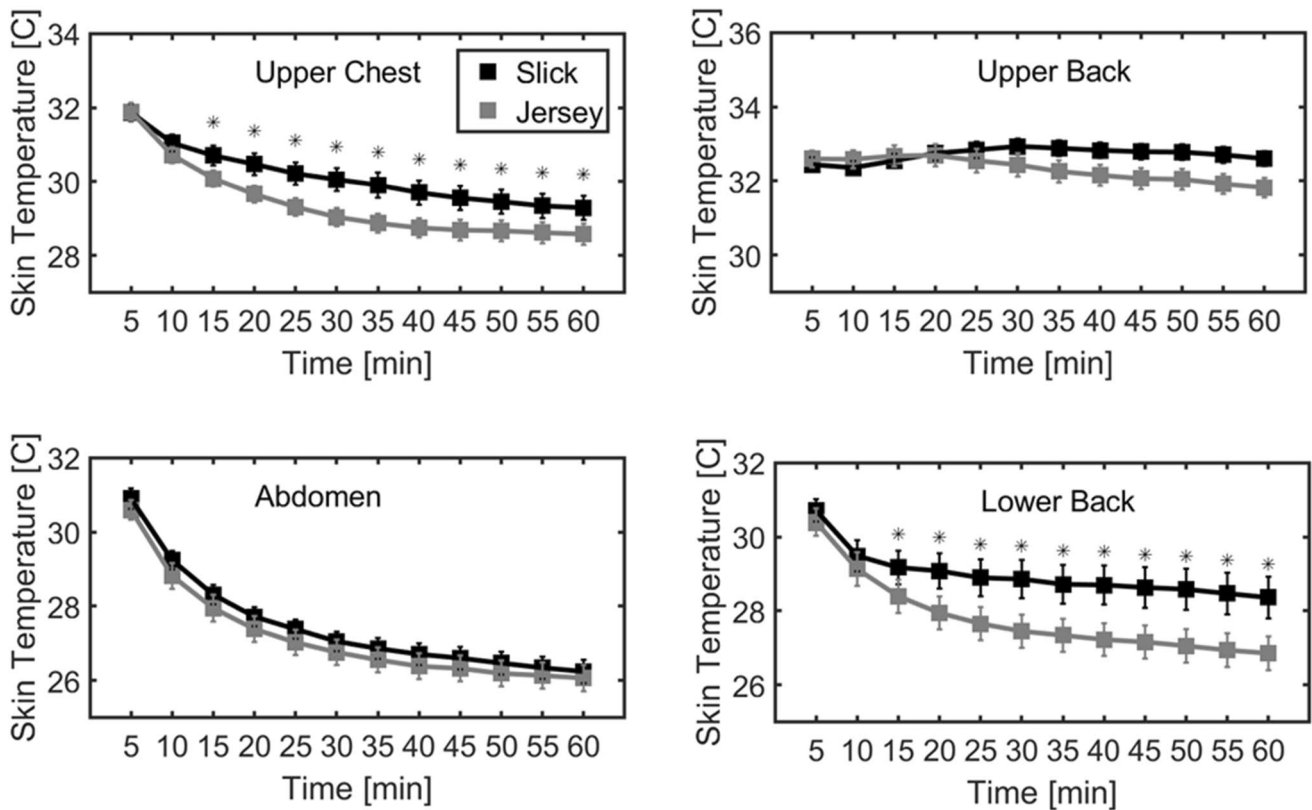 Skin Temperature [C]
34
32
30
28
Upper Chest
Slick
Jersey
* * * * * * * * * *
5 10 15 20 25 30 35 40 45 50 55 60
Time [min]
Skin Temperature [C]
36
34
32
30
Upper Back
5 10 15 20 25 30 35 40 45 50 55 60
Time [min]
Skin Temperature [C]
32
30
28
26
Abdomen
5 10 15 20 25 30 35 40 45 50 55 60
Time [min]
Skin Temperature [C]
32
30
28
26
Lower Back
* * * * * * * * * *
5 10 15 20 25 30 35 40 45 50 55 60
Time [min]